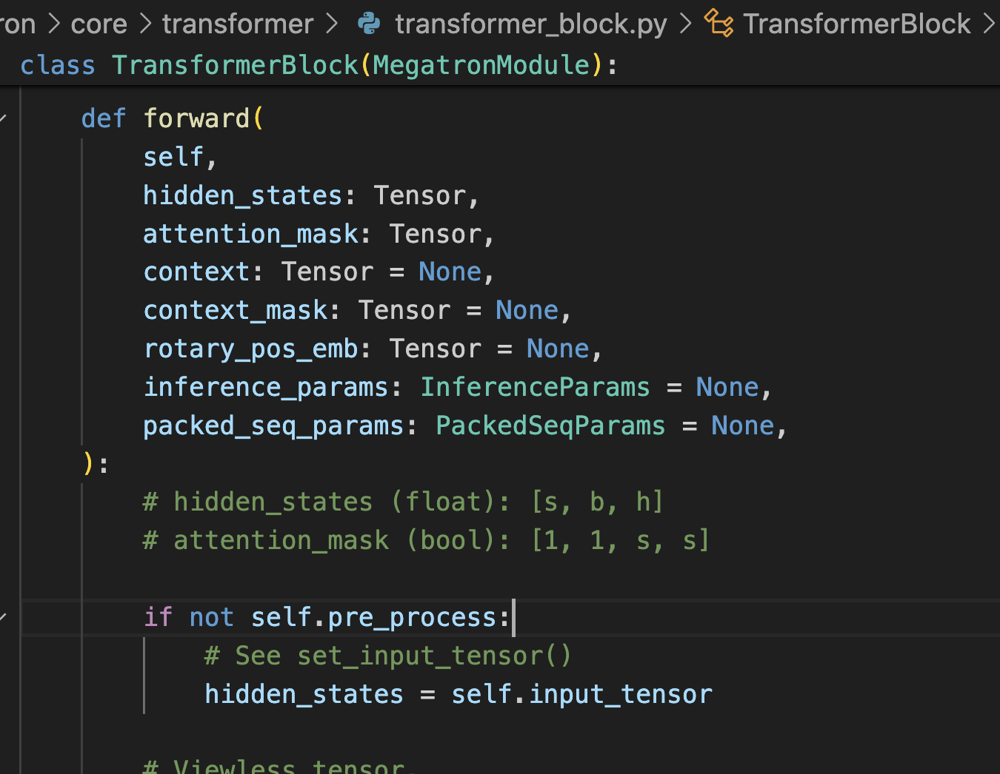 ron > core > transformer > transformer_block.py > TransformerBlock >
class TransformerBlock(MegatronModule):
def forward(
self,
hidden_states: Tensor,
attention_mask: Tensor,
context: Tensor = None,
context_mask: Tensor = None,
rotary_pos_emb: Tensor = None,
inference_params: InferenceParams = None,
packed_seq_params: PackedSeqParams = None,
):
# hidden_states (float): [s, b, h]
# attention_mask (bool): [1, 1, s, s]
if not self.pre_process:
# See set_input_tensor()
hidden_states = self.input_tensor
# Viewless tensor.